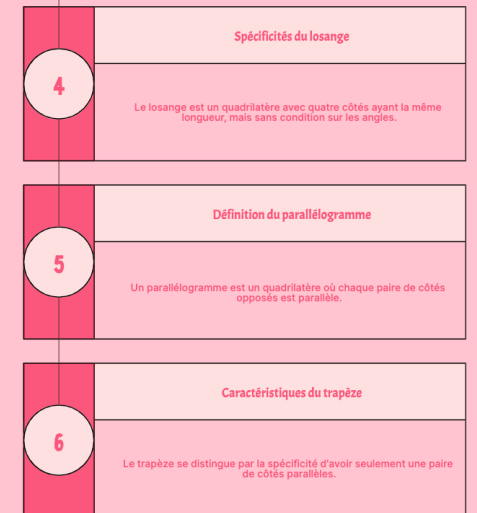 Spécificités du losange
4
Le losange est un quadrilatère avec quatre côtés ayant la même
longueur, mais sans condition sur les angles.
Définition du parallélogramme
5
Un parallélogramme est un quadrilatère où chaque paire de côtés
opposés est parallèle.
Caractéristiques du trapèze
6
Le trapèze se distingue par la spécificité d'avoir seulement une paire
de côtés parallèles.